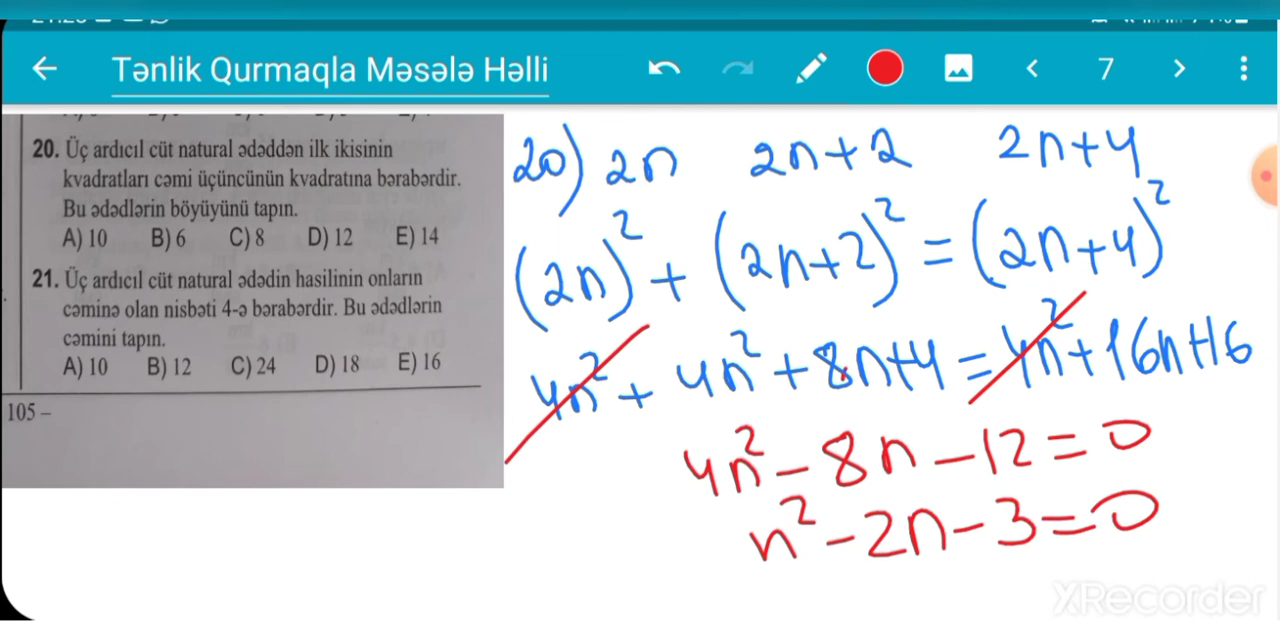 Tənlik Qurmaqla Məsələ Həlli
7
20. Üç ardıcıl cüt natural ədəddən ilk ikisinin
kvadratları cəmi üçüncünün kvadratına bərabərdir.
Bu ədədlərin böyüyünü tapın.
A) 10 B) 6 C) 8 D) 12 E) 14
21. Üç ardıcıl cüt natural ədədin hasilinin onların
cəminə olan nisbəti 4-ə bərabərdir. Bu ədədlərin
cəmini tapın.
A) 10 B) 12 C) 24 D) 18 E) 16
105 –
20) 2n 2n+2 2n+4
(2n)² + (2n+2)² = (2n+4)²
4n² + 4n² + 8n+4 = 4n² + 16n+16
4n² – 8n – 12 = 0
n² – 2n – 3 = 0
XRecorder